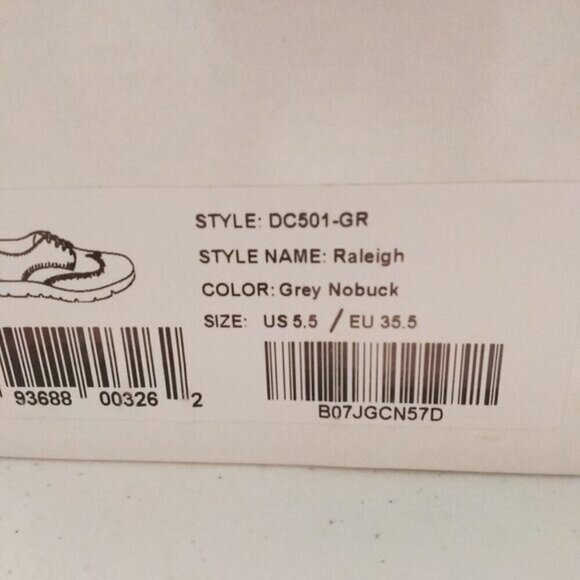 STYLE: DC501-GR
STYLE NAME: Raleigh
COLOR: Grey Nobuck
SIZE: US 5.5 / EU 35.5
93688 00326 2
B07JGCN57D